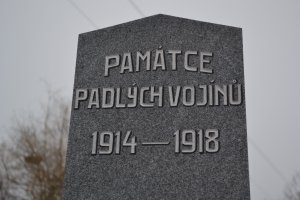 PAMÁTCE
PADLÝCH VOJÍNŮ
1914 — 1918